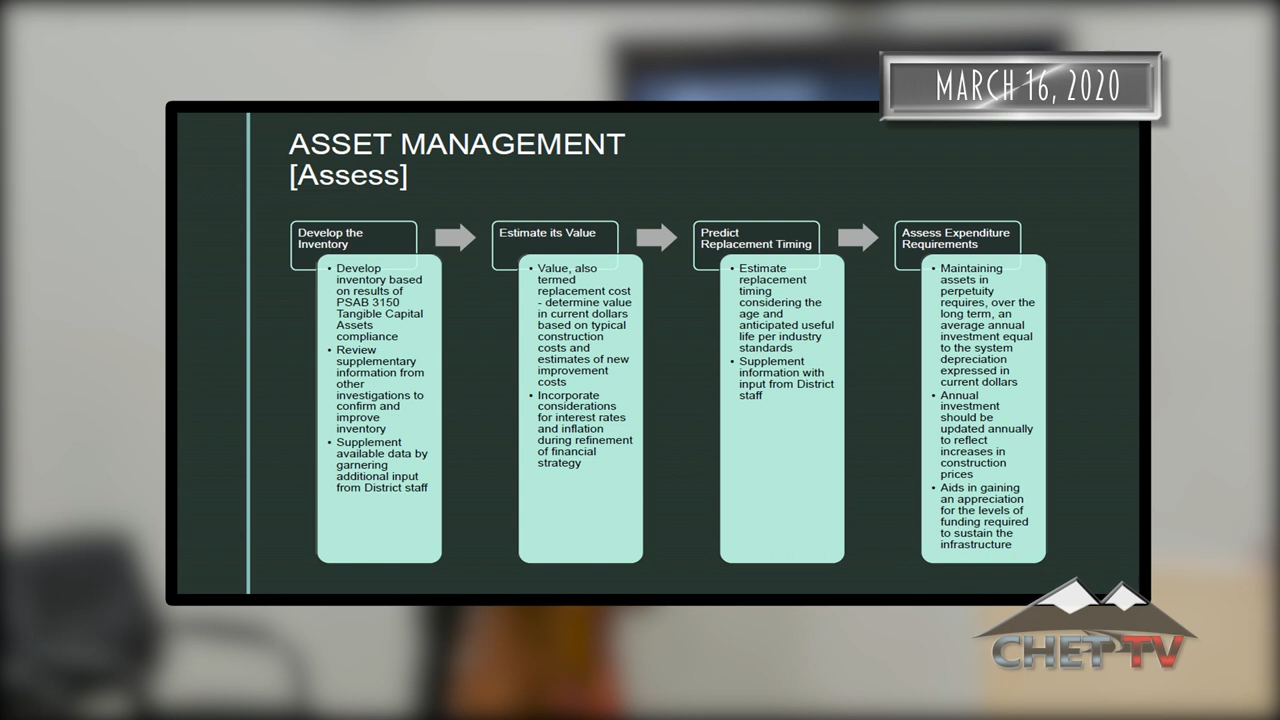 MARCH 16, 2020
ASSET MANAGEMENT
[Assess]
Develop the
Inventory
• Develop
inventory based
on results of
PSAB 3150
Tangible Capital
Assets
compliance
• Review
supplementary
information from
other
investigations to
confirm and
improve
inventory
• Supplement
available data by
garnering
additional input
from District staff
Estimate its Value
• Value, also
termed
replacement cost
- determine value
in current dollars
based on typical
construction
costs and
estimates of new
improvement
costs
• Incorporate
considerations
for interest rates
and inflation
during refinement
of financial
strategy
Predict
Replacement Timing
• Estimate
replacement
timing
considering the
age and
anticipated useful
life per industry
standards
• Supplement
information with
input from District
staff
Assess Expenditure
Requirements
• Maintaining
assets in
perpetuity
requires, over the
long term, an
average annual
investment equal
to the system
depreciation
expressed in
current dollars
• Annual
investment
should be
updated annually
to reflect
increases in
construction
prices
• Aids in gaining
an appreciation
for the levels of
funding required
to sustain the
infrastructure
CHET TV